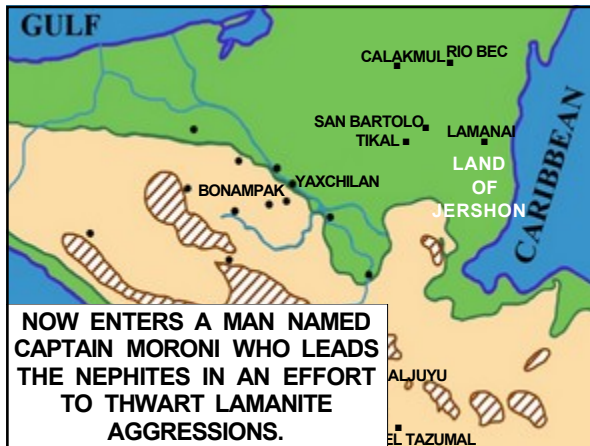 GULF
CALAKMUL RIO BEC
SAN BARTOLO
TIKAL
LAMANAI
LAND
OF
JERSHON
CARIBBEAN
BONAMPAK YAXCHILAN
NOW ENTERS A MAN NAMED
CAPTAIN MORONI WHO LEADS
THE NEPHITES IN AN EFFORT
TO THWART LAMANITE
AGGRESSIONS.
ALJUYU
EL TAZUMAL